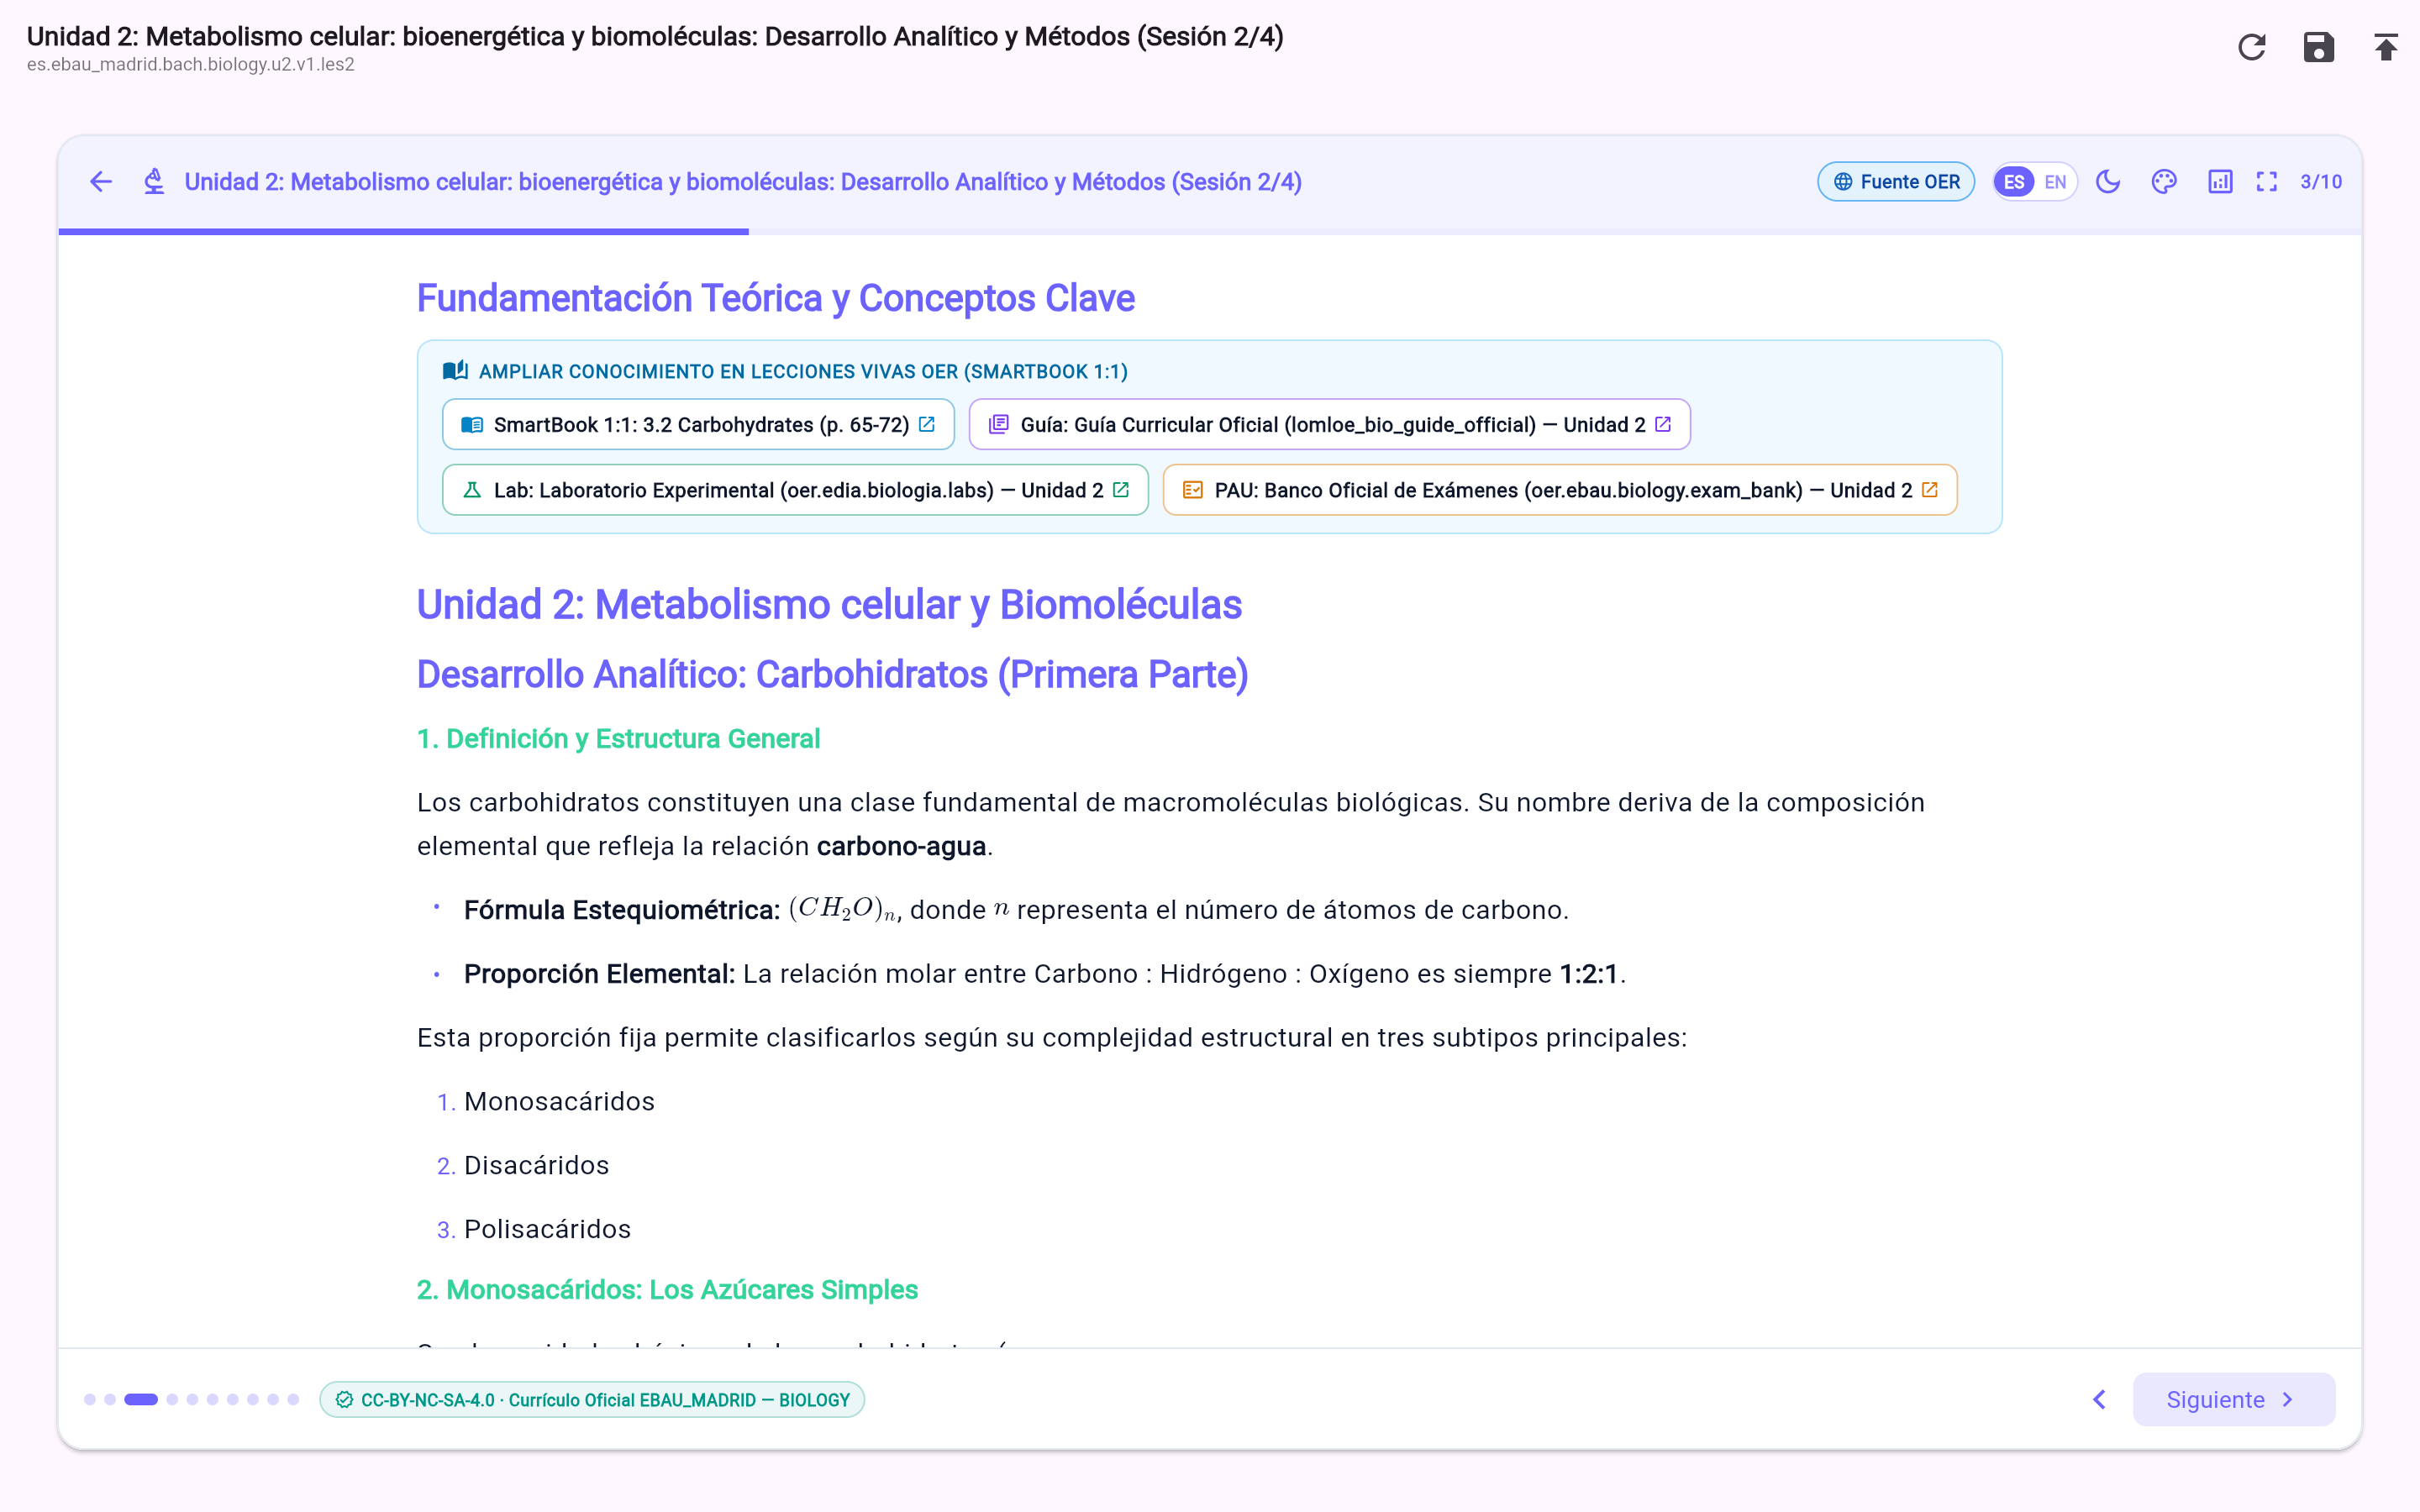 Unidad 2: Metabolismo celular: bioenergética y biomoléculas: Desarrollo Analítico y Métodos (Sesión 2/4)
es.ebau_madrid.bach.biology.u2.v1.les2
Unidad 2: Metabolismo celular: bioenergética y biomoléculas: Desarrollo Analítico y Métodos (Sesión 2/4)
Fuente OER
ES EN
3/10
Fundamentación Teórica y Conceptos Clave
AMPLIAR CONOCIMIENTO EN LECCIONES VIVAS OER (SMARTBOOK 1:1)
SmartBook 1:1: 3.2 Carbohydrates (p. 65-72)
Guía: Guía Curricular Oficial (lomloe_bio_guide_official) — Unidad 2
Lab: Laboratorio Experimental (oer.edia.biologia.labs) — Unidad 2
PAU: Banco Oficial de Exámenes (oer.ebau.biology.exam_bank) — Unidad 2
Unidad 2: Metabolismo celular y Biomoléculas
Desarrollo Analítico: Carbohidratos (Primera Parte)
1. Definición y Estructura General
Los carbohidratos constituyen una clase fundamental de macromoléculas biológicas. Su nombre deriva de la composición
elemental que refleja la relación carbono-agua.
• Fórmula Estequiométrica: (CH₂O)ₙ, donde n representa el número de átomos de carbono.
• Proporción Elemental: La relación molar entre Carbono : Hidrógeno : Oxígeno es siempre 1:2:1.
Esta proporción fija permite clasificarlos según su complejidad estructural en tres subtipos principales:
1. Monosacáridos
2. Disacáridos
3. Polisacáridos
2. Monosacáridos: Los Azúcares Simples
CC-BY-NC-SA-4.0 · Currículo Oficial EBAU_MADRID — BIOLOGY
Siguiente